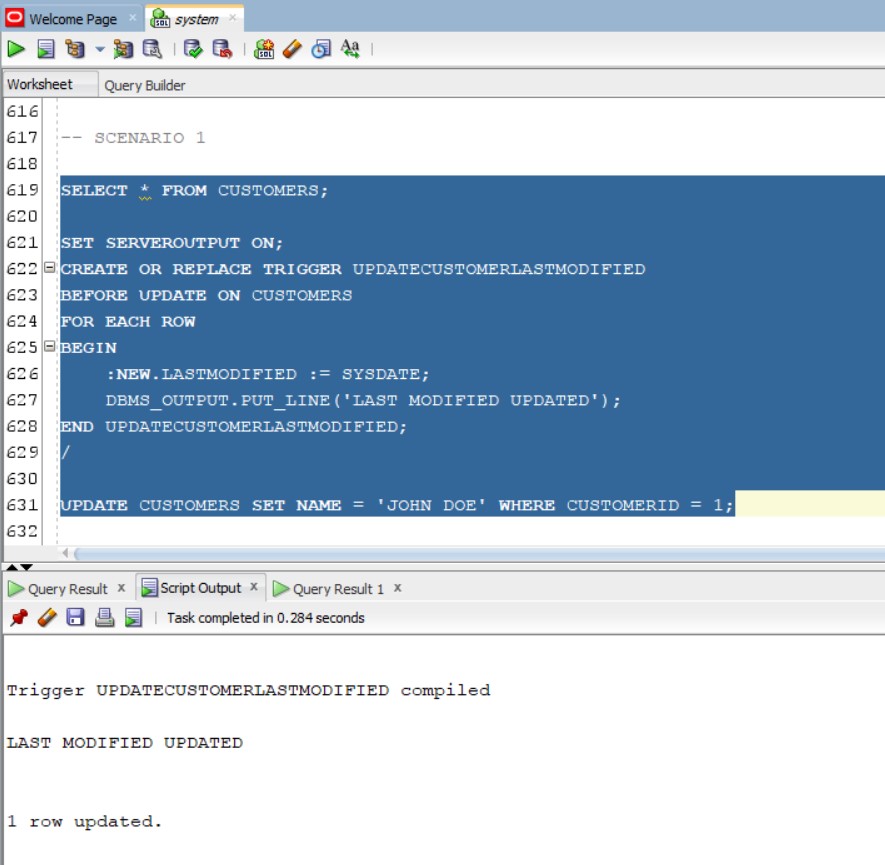 Welcome Page × system ×
Worksheet Query Builder
616
617 -- SCENARIO 1
618
619 SELECT * FROM CUSTOMERS;
620
621 SET SERVEROUTPUT ON;
622 CREATE OR REPLACE TRIGGER UPDATECUSTOMERLASTMODIFIED
623 BEFORE UPDATE ON CUSTOMERS
624 FOR EACH ROW
625 BEGIN
626 :NEW.LASTMODIFIED := SYSDATE;
627 DBMS_OUTPUT.PUT_LINE('LAST MODIFIED UPDATED');
628 END UPDATECUSTOMERLASTMODIFIED;
629 /
630
631 UPDATE CUSTOMERS SET NAME = 'JOHN DOE' WHERE CUSTOMERID = 1;
632
Query Result x Script Output x Query Result 1 x
Task completed in 0.284 seconds
Trigger UPDATECUSTOMERLASTMODIFIED compiled
LAST MODIFIED UPDATED
1 row updated.